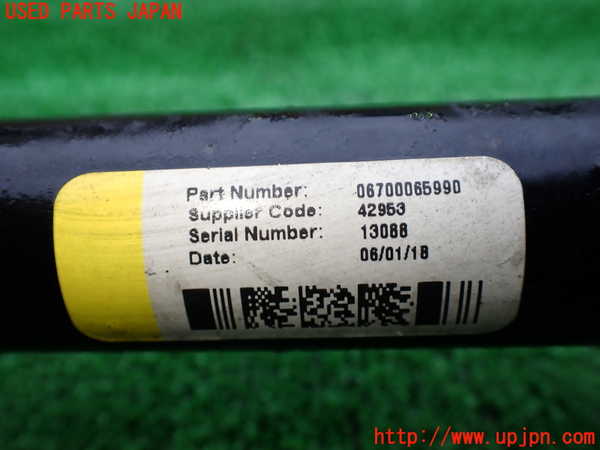 USED PARTS JAPAN
Part Number: 06700065990
Supplier Code: 42953
Serial Number: 13088
Date: 06/01/18
http://www.upjpn.com